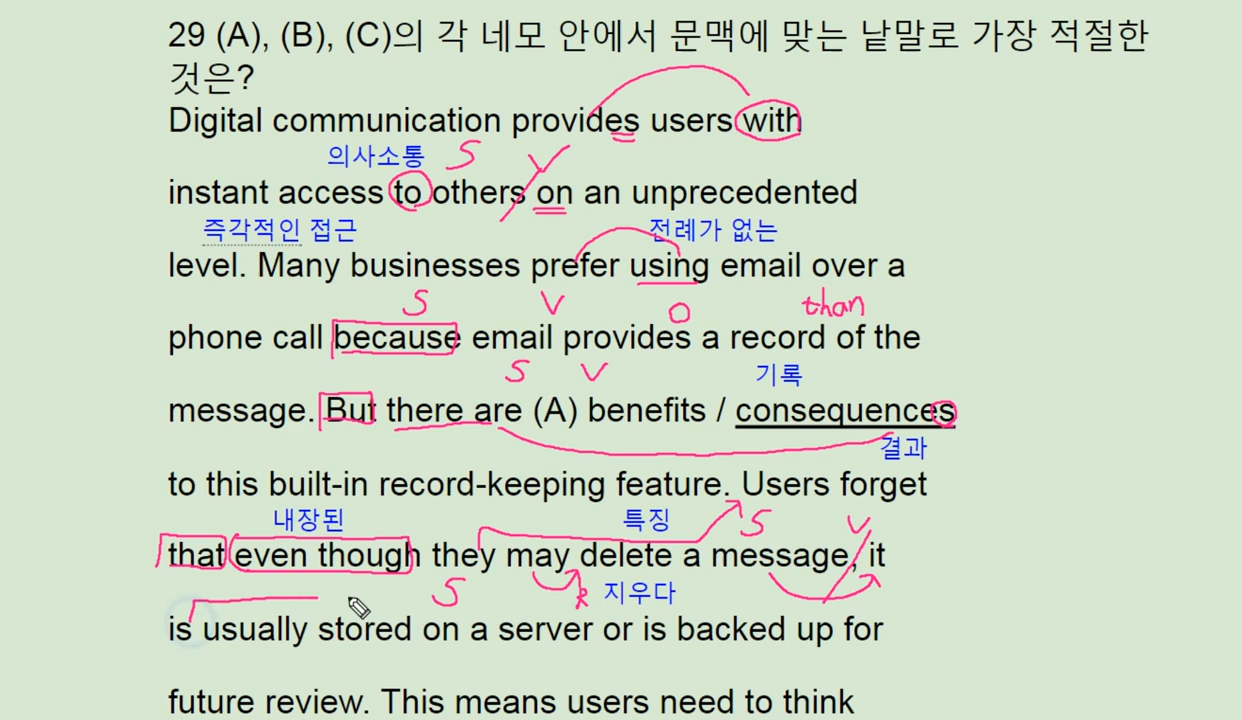 29 (A), (B), (C)의 각 네모 안에서 문맥에 맞는 낱말로 가장 적절한
것은?
Digital communication provides users with
의사소통 S V
instant access to others on an unprecedented
즉각적인 접근 전례가 없는
level. Many businesses prefer using email over a
S V O than
phone call because email provides a record of the
S V 기록
message. But there are (A) benefits / consequences
결과
to this built-in record-keeping feature. Users forget
내장된 특징 S V
that even though they may delete a message, it
S 지우다
is usually stored on a server or is backed up for
future review. This means users need to think